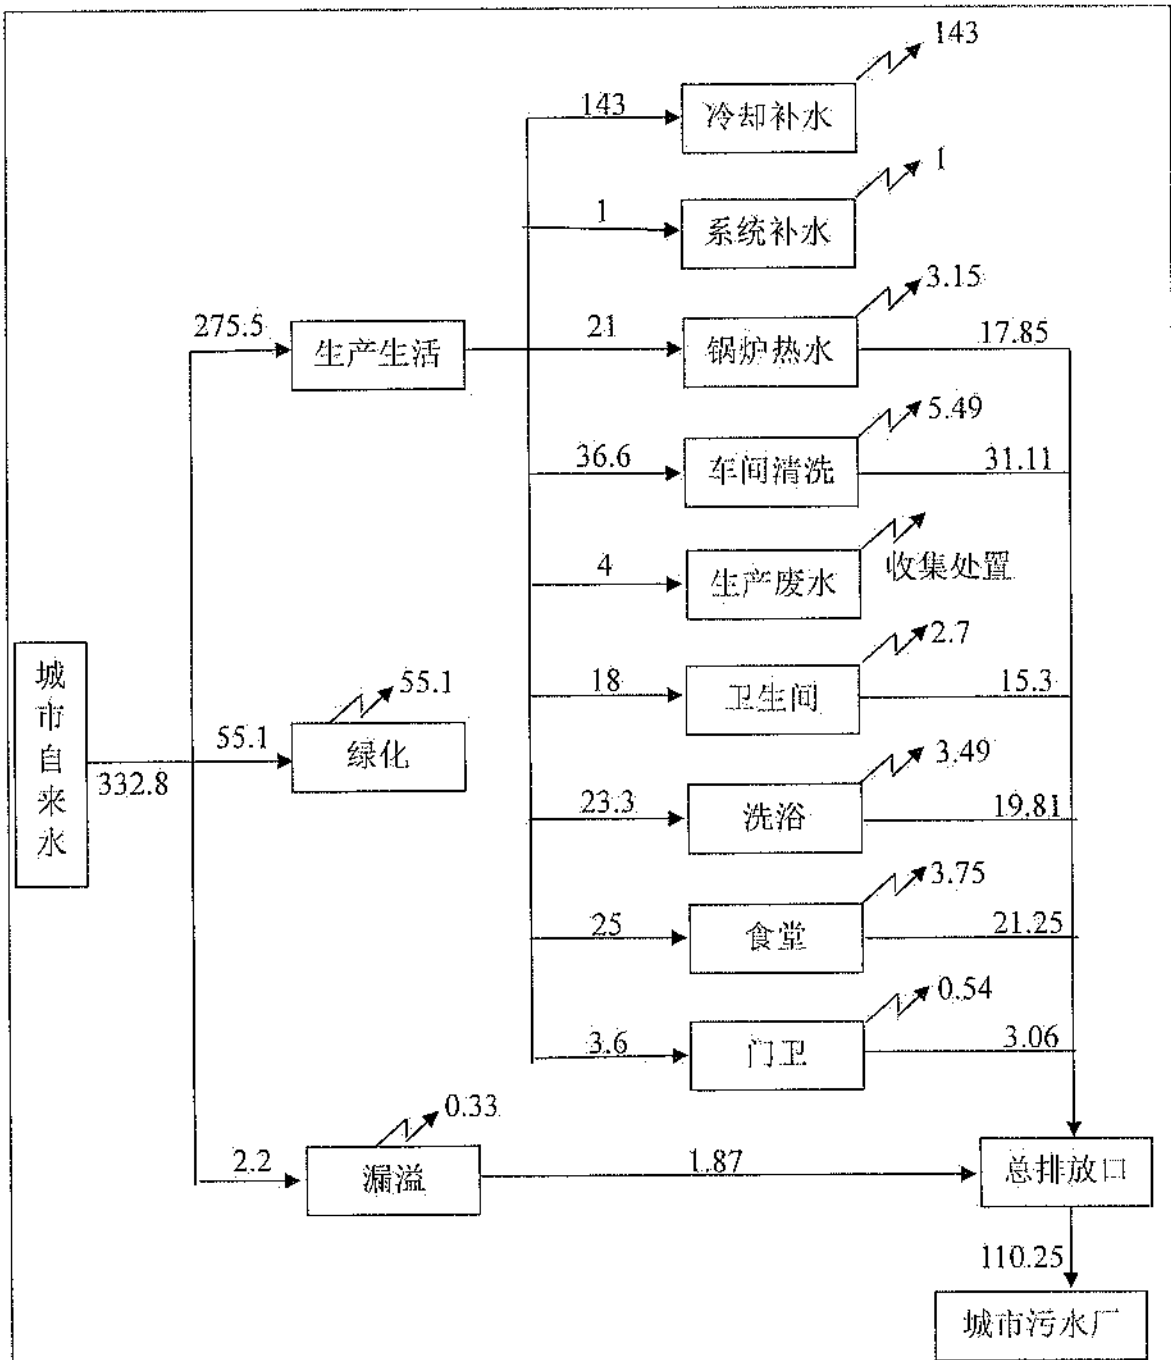 143
143
冷却补水
1
1
系统补水
3.15
275.5
生产生活
21
锅炉热水
17.85
5.49
36.6
车间清洗
31.11
4
生产废水
收集处置
2.7
18
卫生间
15.3
城市自来水
332.8
55.1
55.1
绿化
3.49
23.3
洗浴
19.81
3.75
25
食堂
21.25
0.54
3.6
门卫
3.06
0.33
2.2
漏溢
1.87
总排放口
110.25
城市污水厂